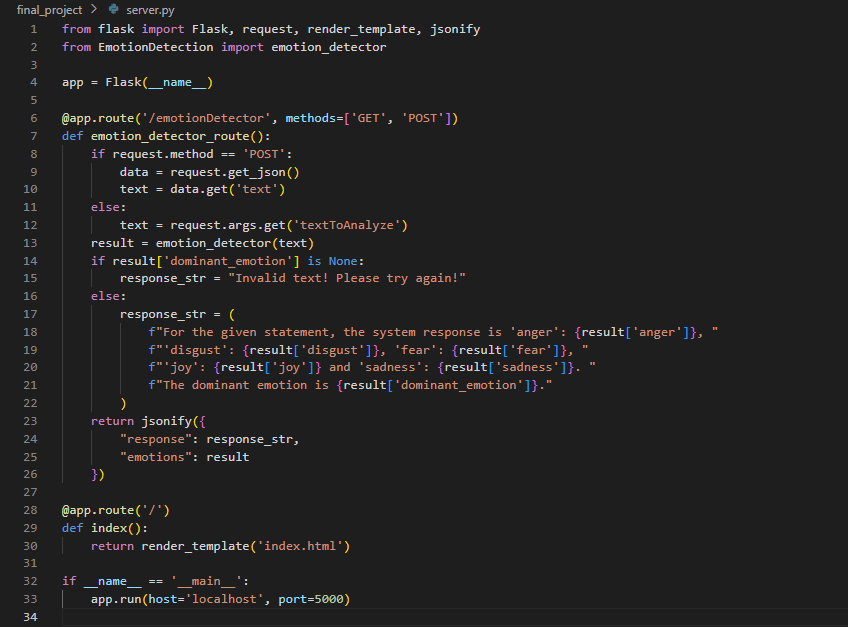 final_project > server.py
1 from flask import Flask, request, render_template, jsonify
2 from EmotionDetection import emotion_detector
3
4 app = Flask(__name__)
5
6 @app.route('/emotionDetector', methods=['GET', 'POST'])
7 def emotion_detector_route():
8     if request.method == 'POST':
9         data = request.get_json()
10         text = data.get('text')
11     else:
12         text = request.args.get('textToAnalyze')
13     result = emotion_detector(text)
14     if result['dominant_emotion'] is None:
15         response_str = "Invalid text! Please try again!"
16     else:
17         response_str = (
18             f"For the given statement, the system response is 'anger': {result['anger']}, "
19             f"'disgust': {result['disgust']}, 'fear': {result['fear']}, "
20             f"'joy': {result['joy']} and 'sadness': {result['sadness']}. "
21             f"The dominant emotion is {result['dominant_emotion']}."
22         )
23     return jsonify({
24         "response": response_str,
25         "emotions": result
26     })
27
28 @app.route('/')
29 def index():
30     return render_template('index.html')
31
32 if __name__ == '__main__':
33     app.run(host='localhost', port=5000)
34